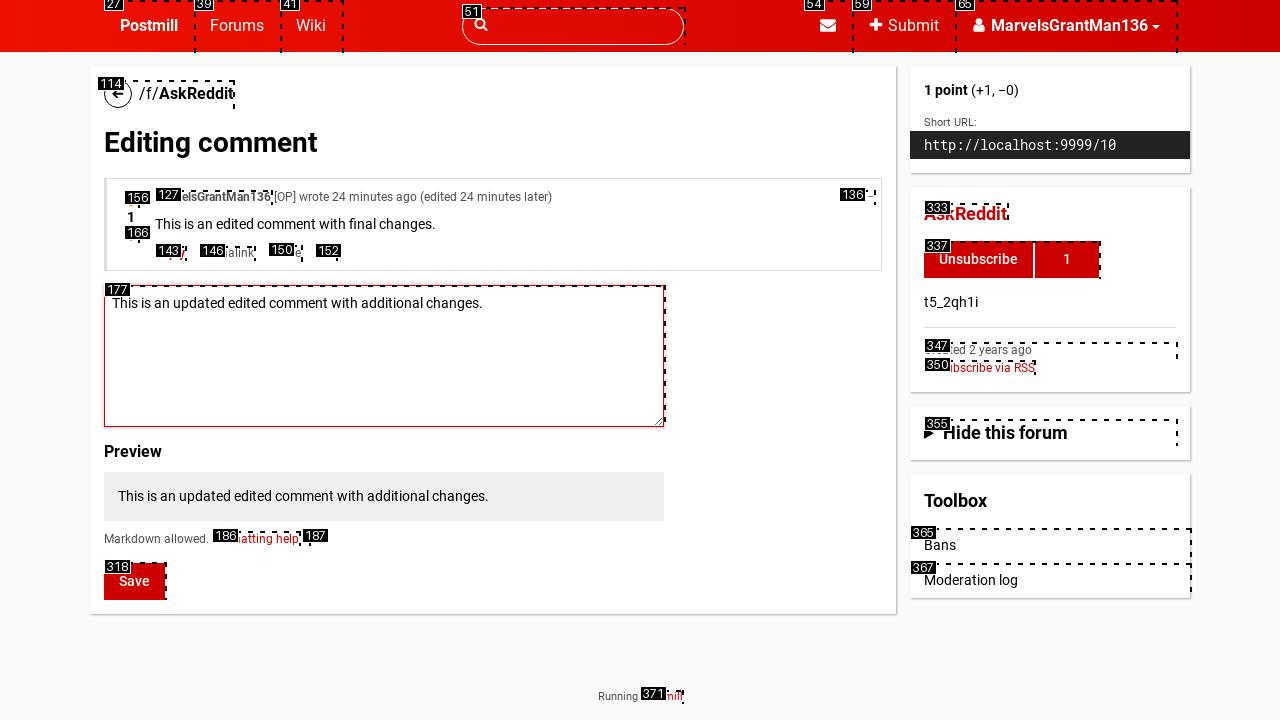 27 39 41 51 54 59 65
Postmill Forums Wiki Submit MarvelsGrantMan136
114
/f/AskReddit
Editing comment
156 127 elsGrantMan136 [OP] wrote 24 minutes ago (edited 24 minutes later) 136 –
1 This is an edited comment with final changes.
166
143 146 alink 150 e 152
177
This is an updated edited comment with additional changes.
Preview
This is an updated edited comment with additional changes.
Markdown allowed. 186 atting help 187
318
Save
1 point (+1, −0)
Short URL:
http://localhost:9999/10
333
AskReddit
337
Unsubscribe 1
t5_2qh1i
347 ted 2 years ago
350 bscribe via RSS
355
Hide this forum
Toolbox
365
Bans
367
Moderation log
Running 371 mill